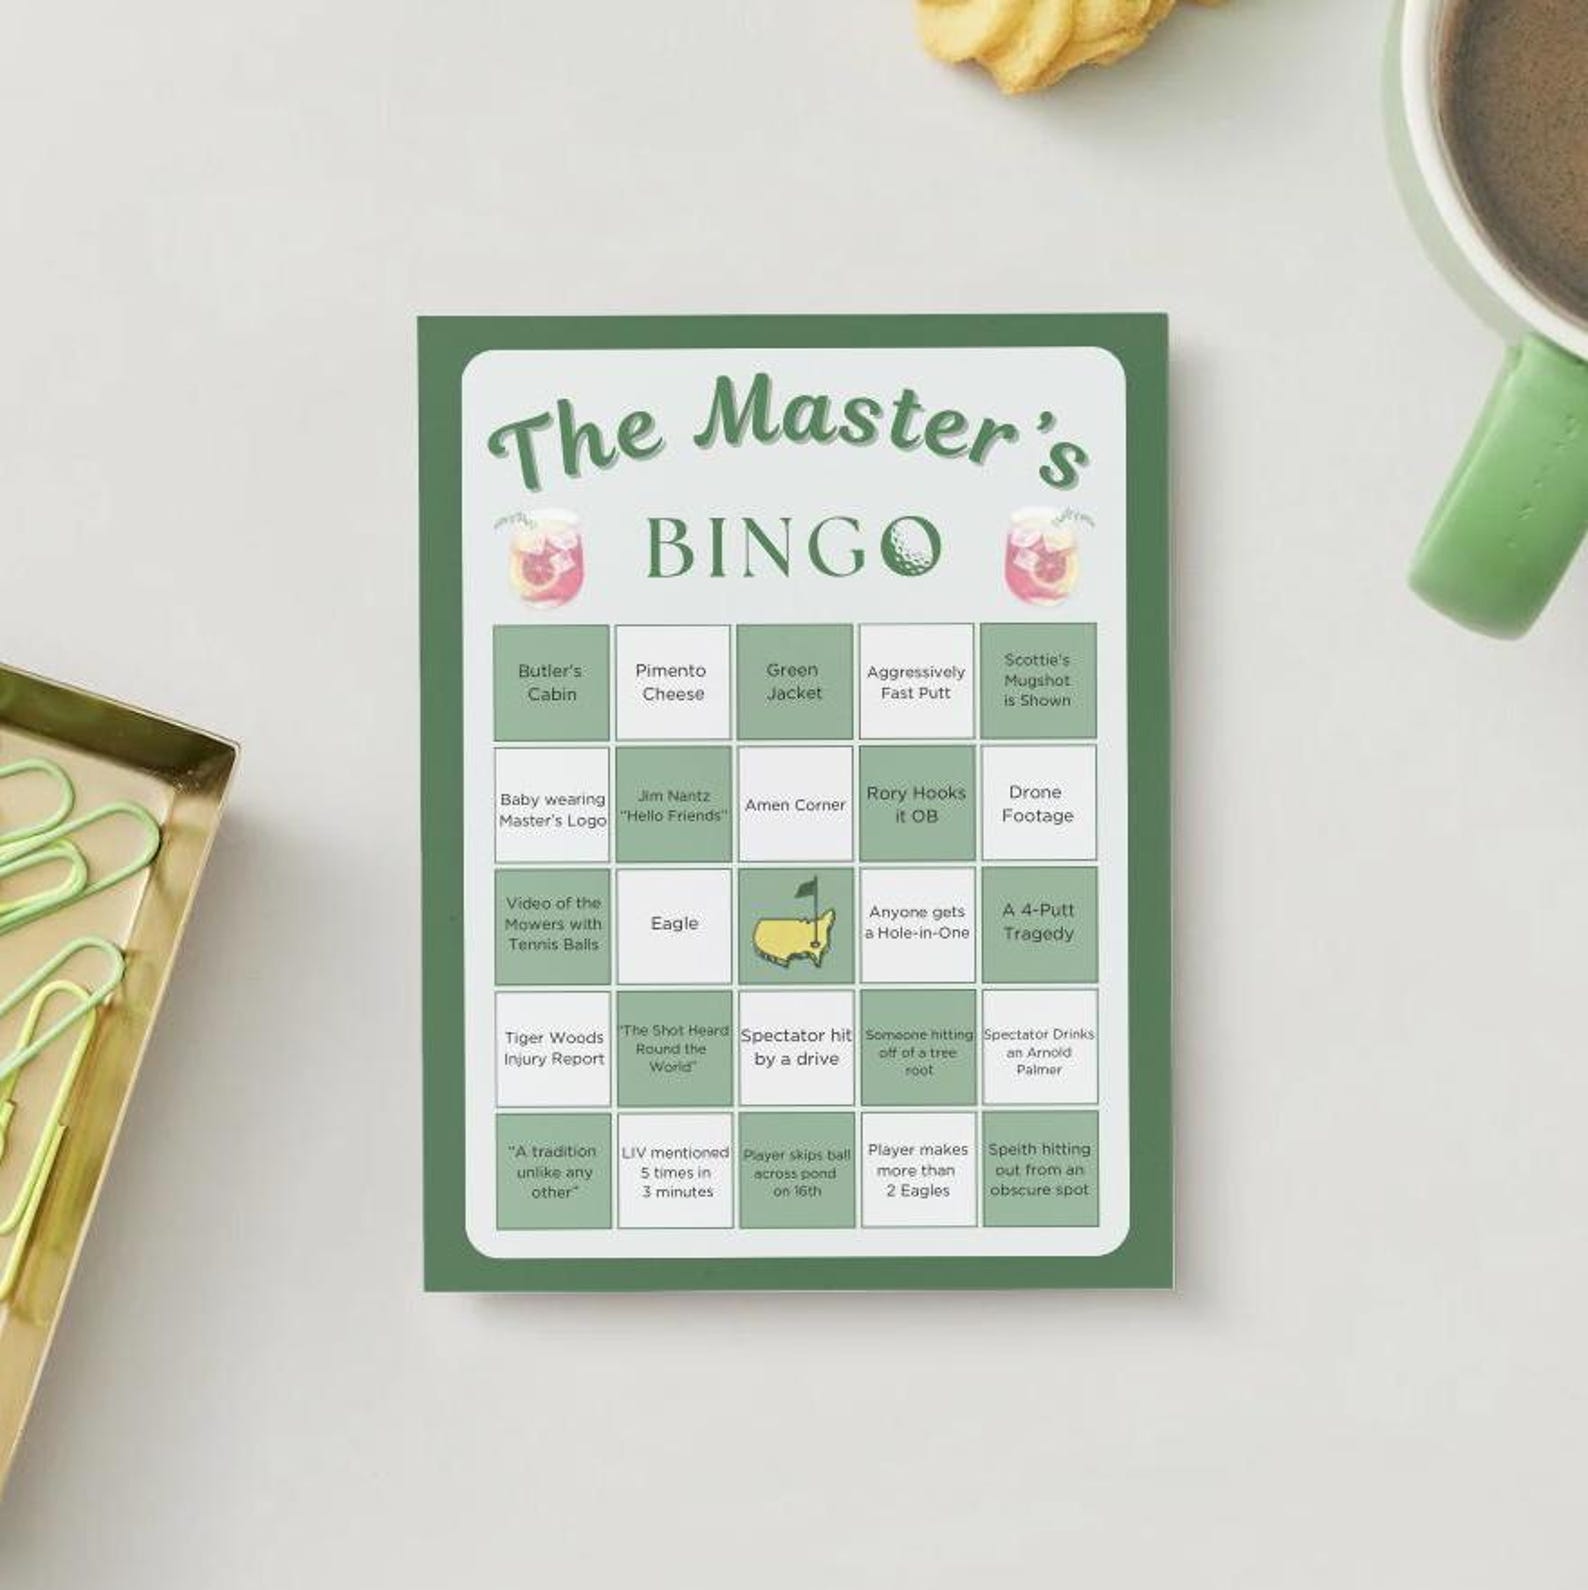 The Master's
BINGO
Butler's
Cabin
Pimento
Cheese
Green
Jacket
Aggressively
Fast Putt
Scottie's
Mugshot
is Shown
Baby wearing
Master's Logo
Jim Nantz
"Hello Friends"
Amen Corner
Rory Hooks
it OB
Drone
Footage
Video of the
Mowers with
Tennis Balls
Eagle
Anyone gets
a Hole-in-One
A 4-Putt
Tragedy
Tiger Woods
Injury Report
"The Shot Heard
Round the
World"
Spectator hit
by a drive
Someone hitting
off of a tree
root
Spectator Drinks
an Arnold
Palmer
"A tradition
unlike any
other"
LIV mentioned
5 times in
3 minutes
Player skips ball
across pond
on 16th
Player makes
more than
2 Eagles
Speith hitting
out from an
obscure spot